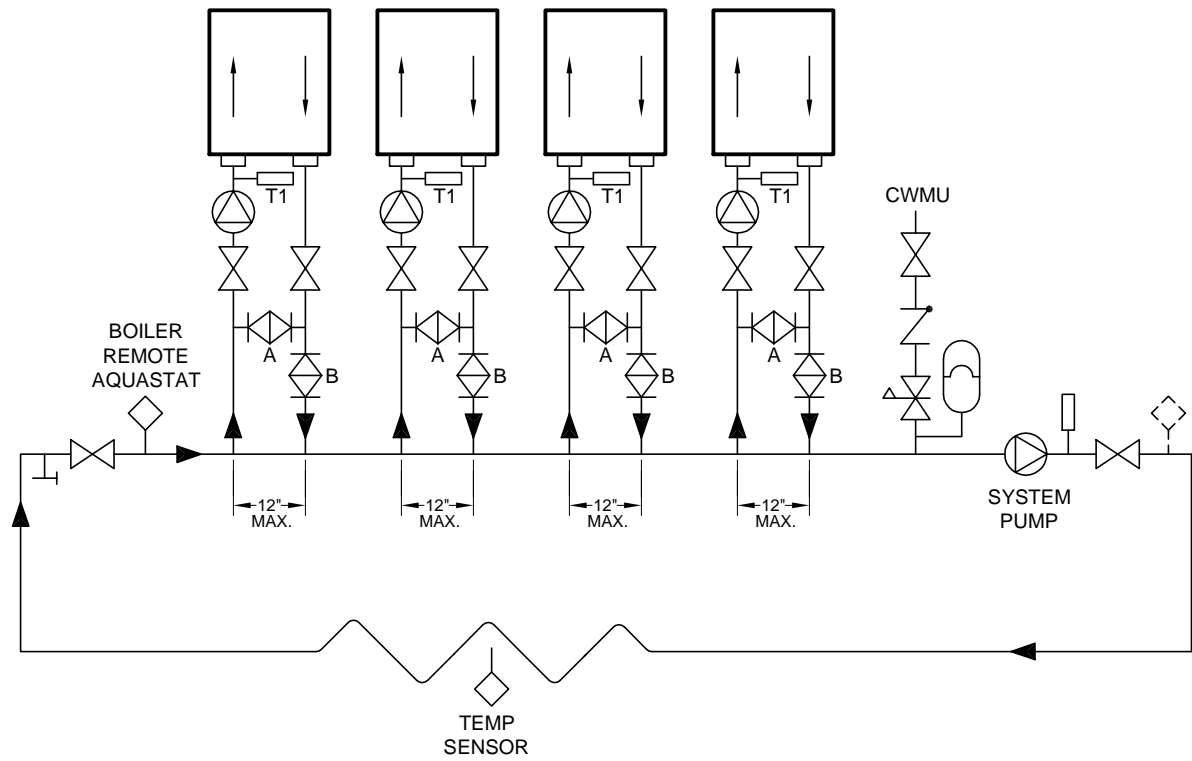 T1
T1
T1
T1
CWMU
A
A
A
A
BOILER
REMOTE
AQUASTAT
B
B
B
B
12"
MAX.
12"
MAX.
12"
MAX.
12"
MAX.
SYSTEM
PUMP
TEMP
SENSOR